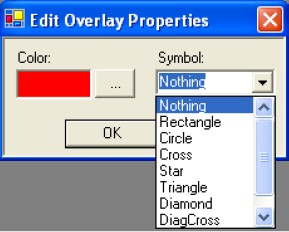 Edit Overlay Properties
Color: Symbol:
... Nothing
Nothing
Rectangle
OK Circle
Cross
Star
Triangle
Diamond
DiagCross